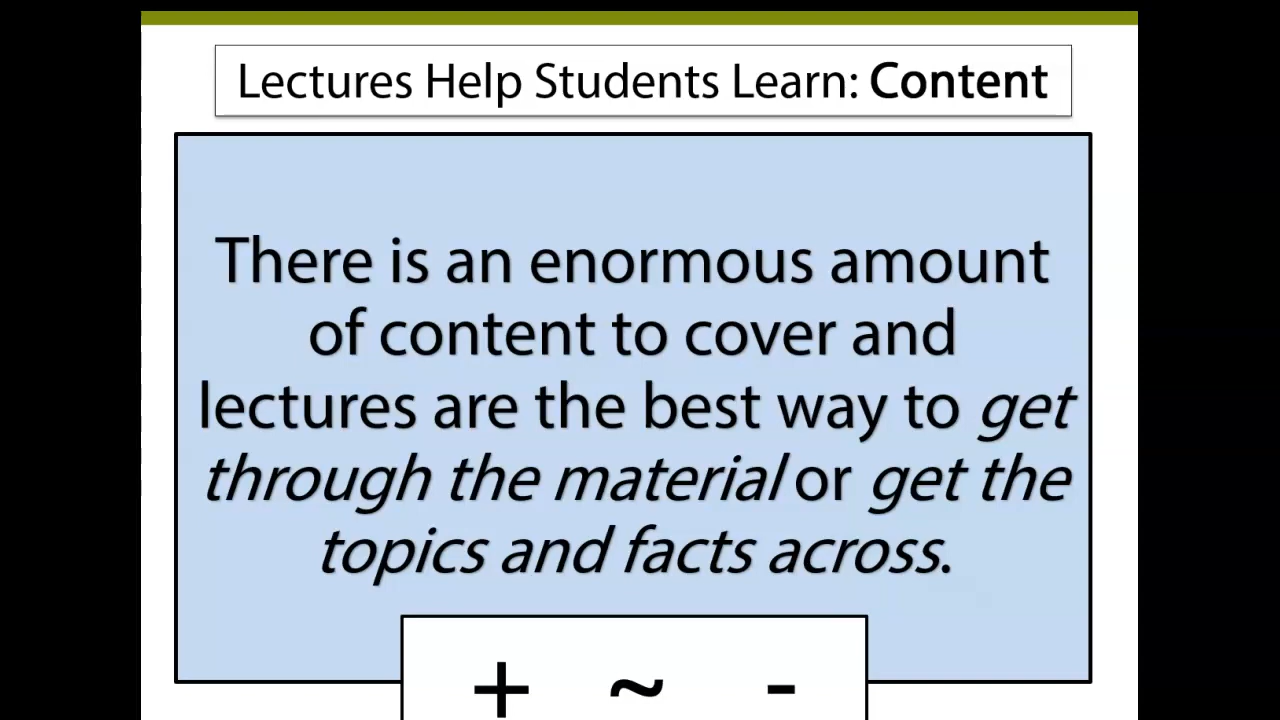 Lectures Help Students Learn: Content
There is an enormous amount
of content to cover and
lectures are the best way to get
through the material or get the
topics and facts across.
+ ~ -